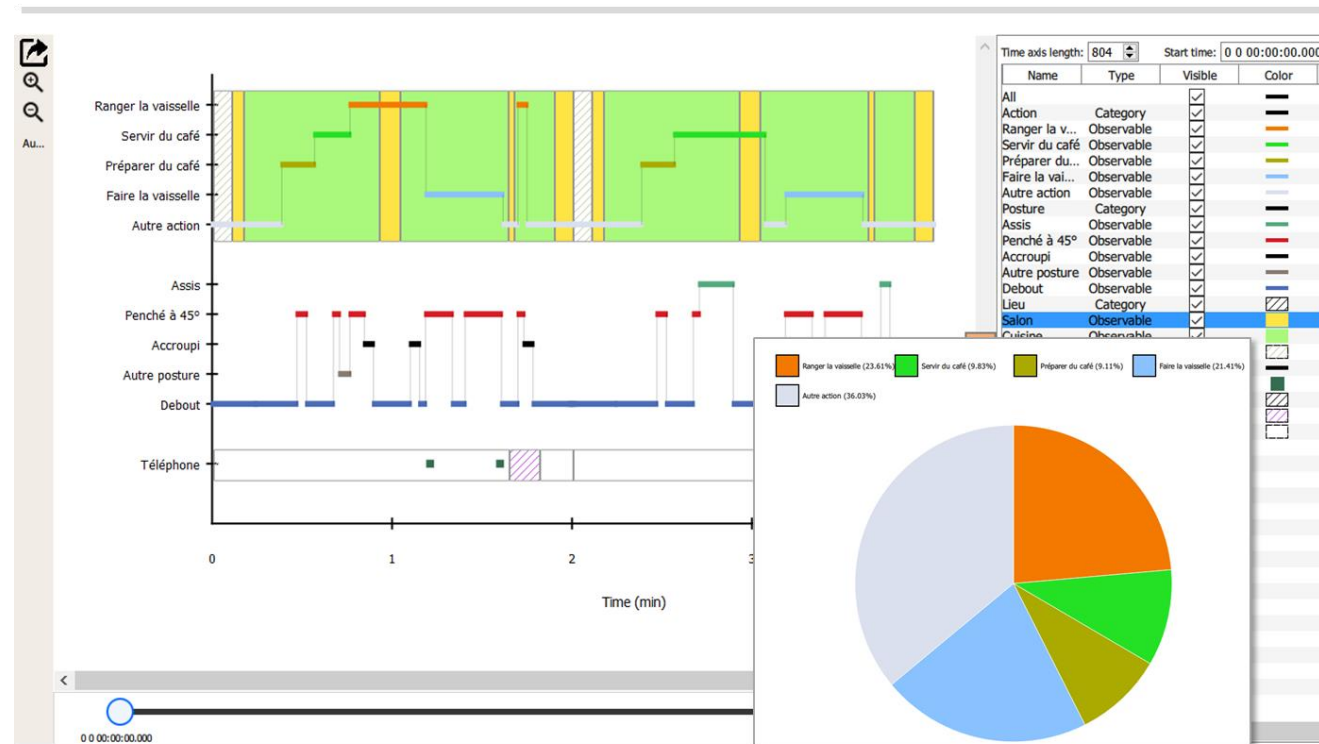 Time axis length: 804 Start time: 0 0 00:00:00.000
Name Type Visible Color
Au...
Ranger la vaisselle
Servir du café
Préparer du café
Faire la vaisselle
Autre action
Assis
Penché à 45°
Accroupi
Autre posture
Debout
Téléphone
0 1 2 3
Time (min)
0 0 00:00:00.000
All
Action Category
Ranger la v... Observable
Servir du café Observable
Préparer du... Observable
Faire la vai... Observable
Autre action Observable
Posture Category
Assis Observable
Penché à 45° Observable
Accroupi Observable
Autre posture Observable
Debout Observable
Lieu Category
Salon Observable
Cuisine Observable
Ranger la vaisselle (23.61%) Servir du café (9.83%) Préparer du café (9.11%) Faire la vaisselle (21.41%)
Autre action (36.03%)